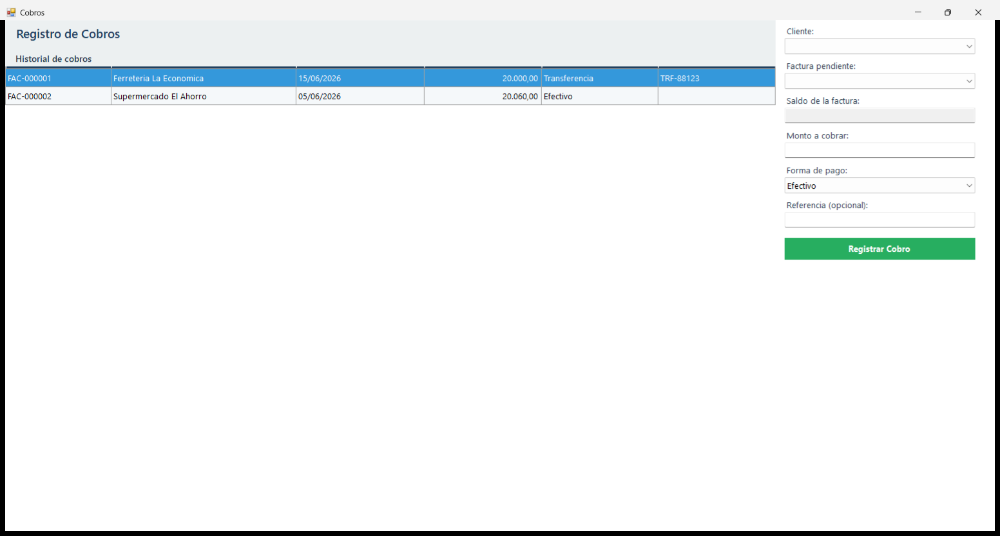 Cobros
Registro de Cobros
Historial de cobros
FAC-000001 Ferreteria La Economica 15/06/2026 20.000,00 Transferencia TRF-88123
FAC-000002 Supermercado El Ahorro 05/06/2026 20.060,00 Efectivo
Cliente:
Factura pendiente:
Saldo de la factura:
Monto a cobrar:
Forma de pago:
Efectivo
Referencia (opcional):
Registrar Cobro